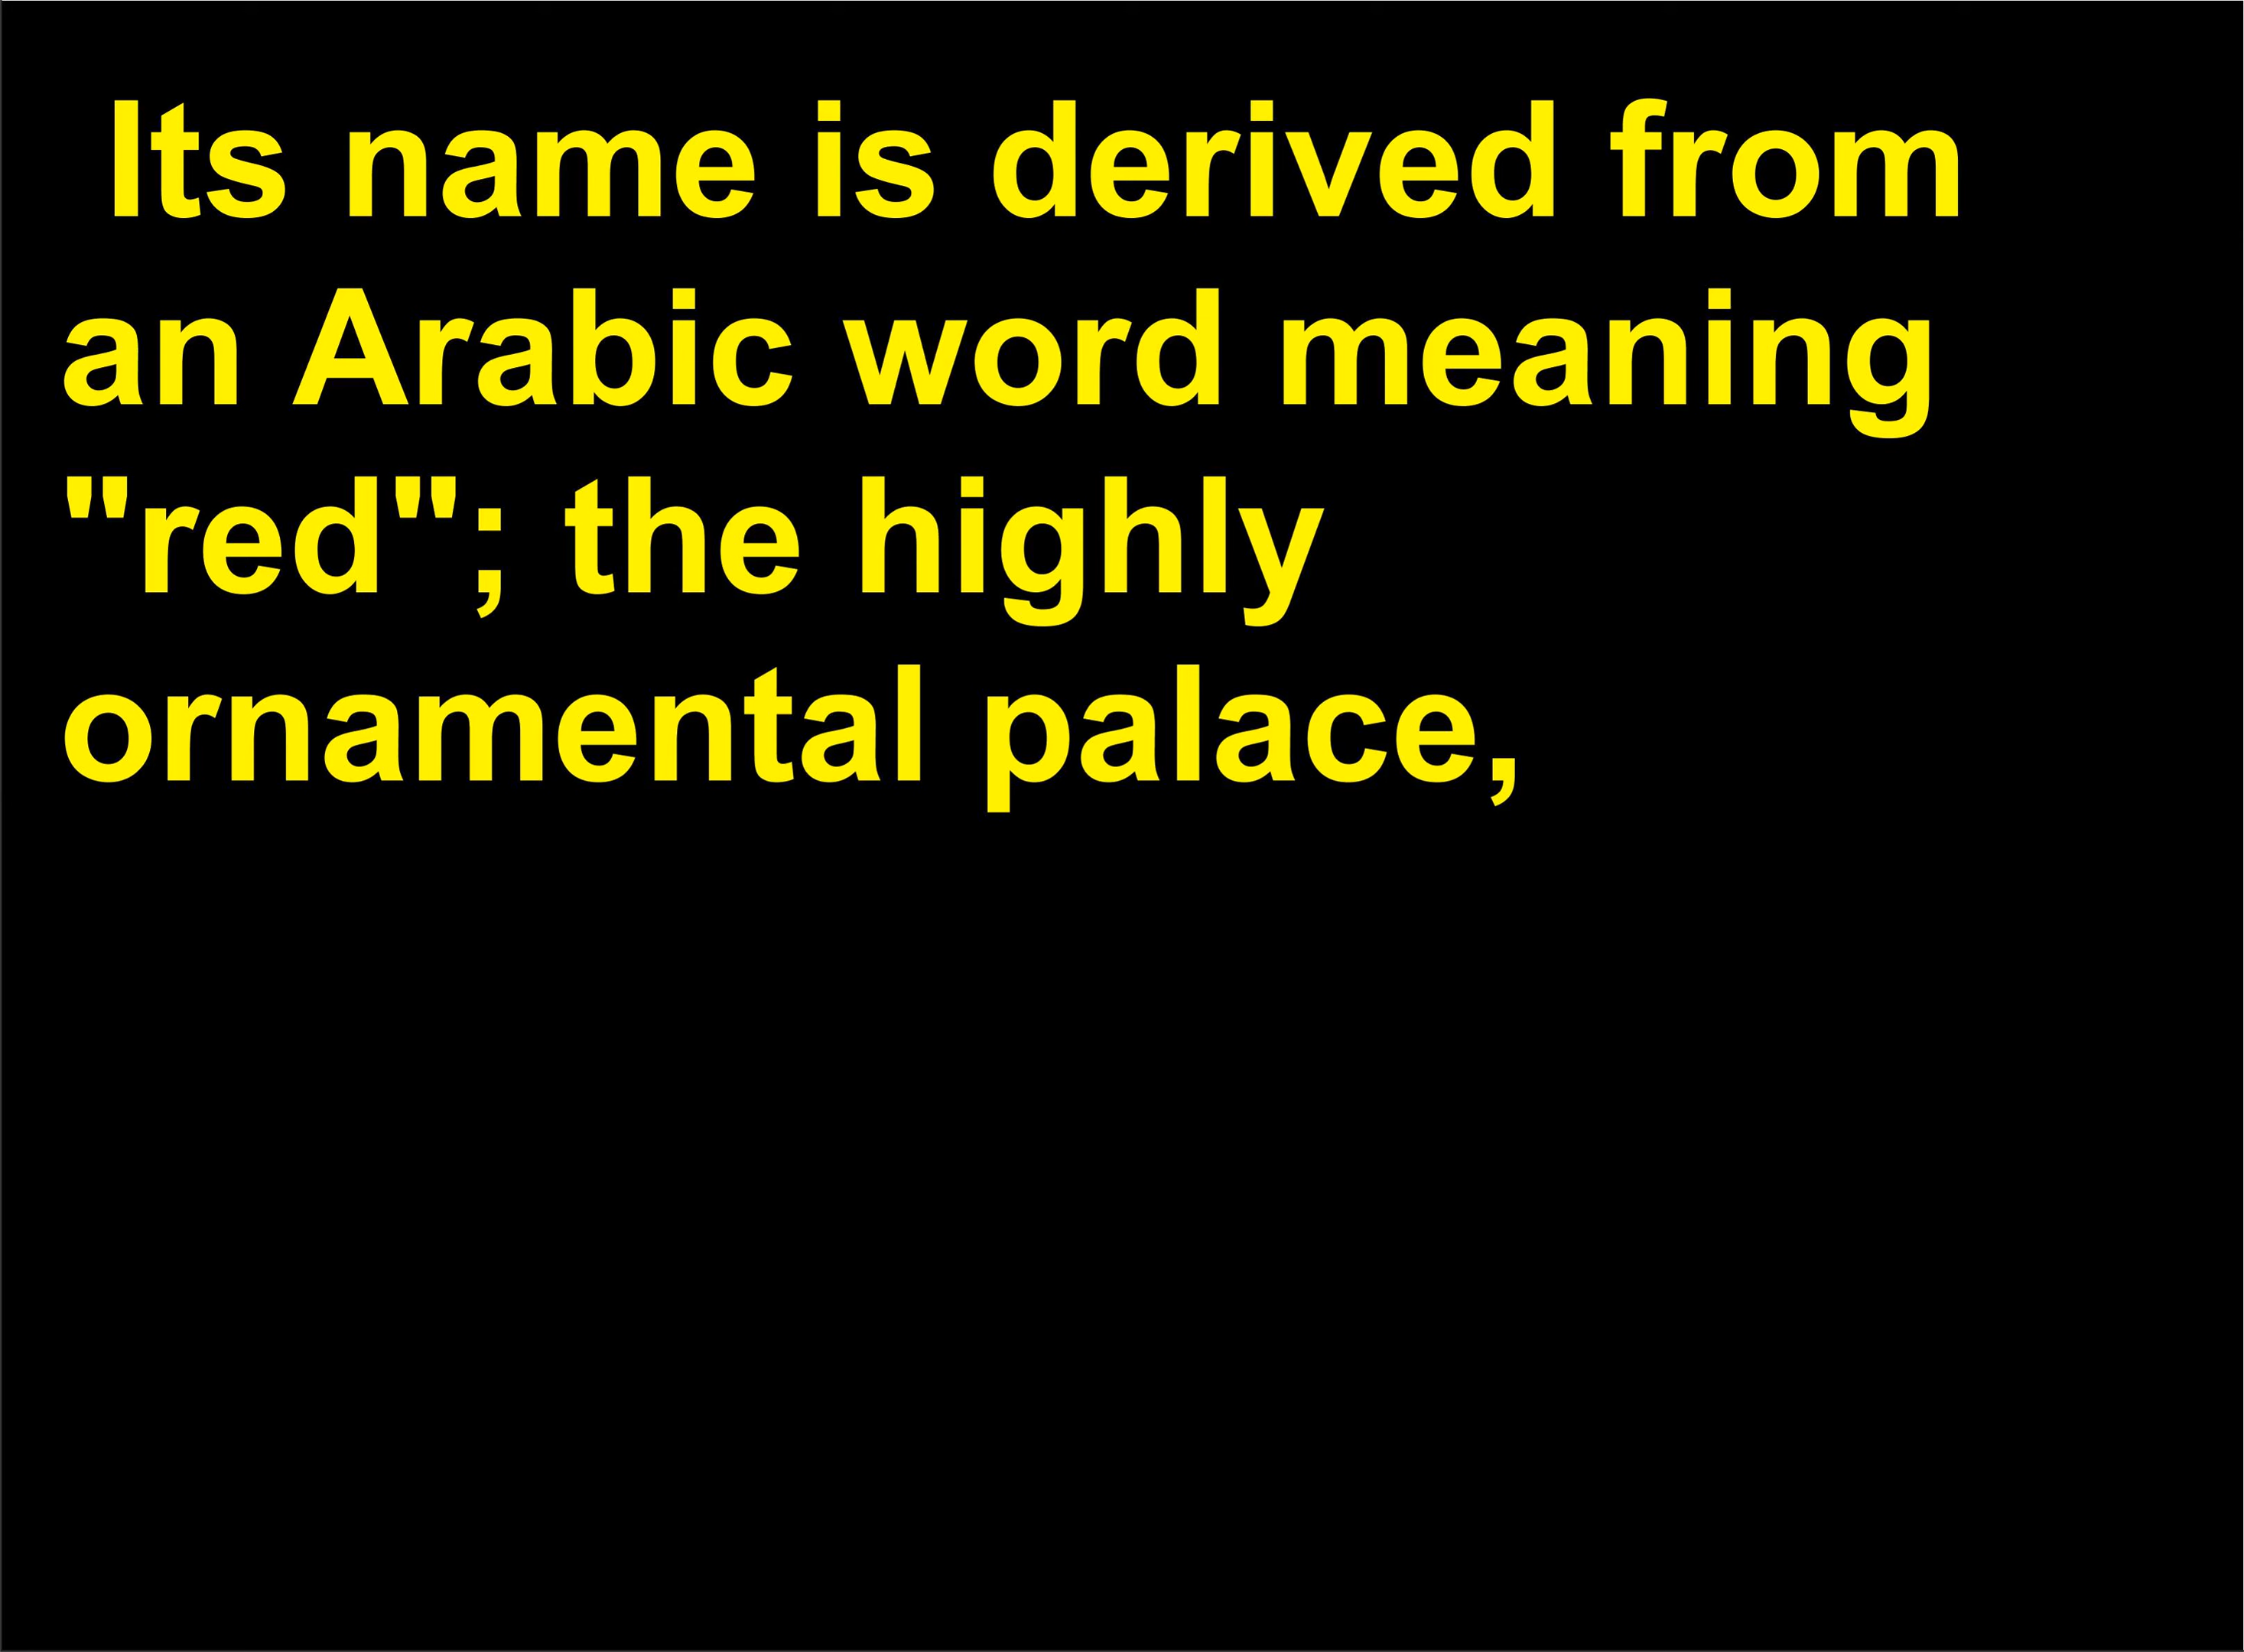 Its name is derived from
an Arabic word meaning
"red"; the highly
ornamental palace,